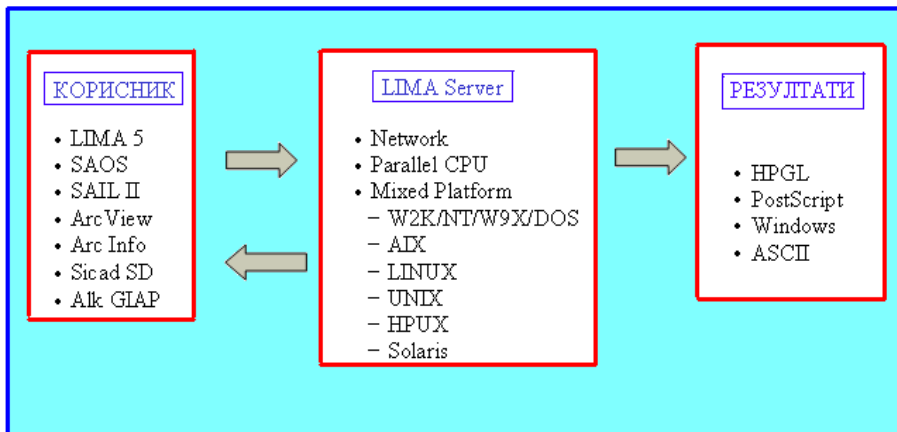 КОРИСНИК
• LIMA 5
• SAOS
• SAIL II
• ArcView
• Arc Info
• Sicad SD
• Alk GIAP
LIMA Server
• Network
• Parallel CPU
• Mixed Platform
– W2K/NT/W9X/DOS
– AIX
– LINUX
– UNIX
– HPUX
– Solaris
РЕЗУЛТАТИ
• HPGL
• PostScript
• Windows
• ASCII